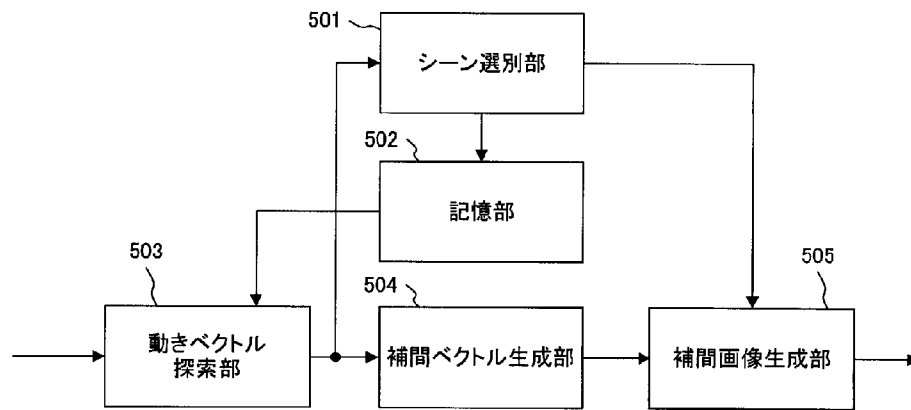 501
シーン選別部
502
記憶部
503
動きベクトル
探索部
504
補間ベクトル生成部
505
補間画像生成部